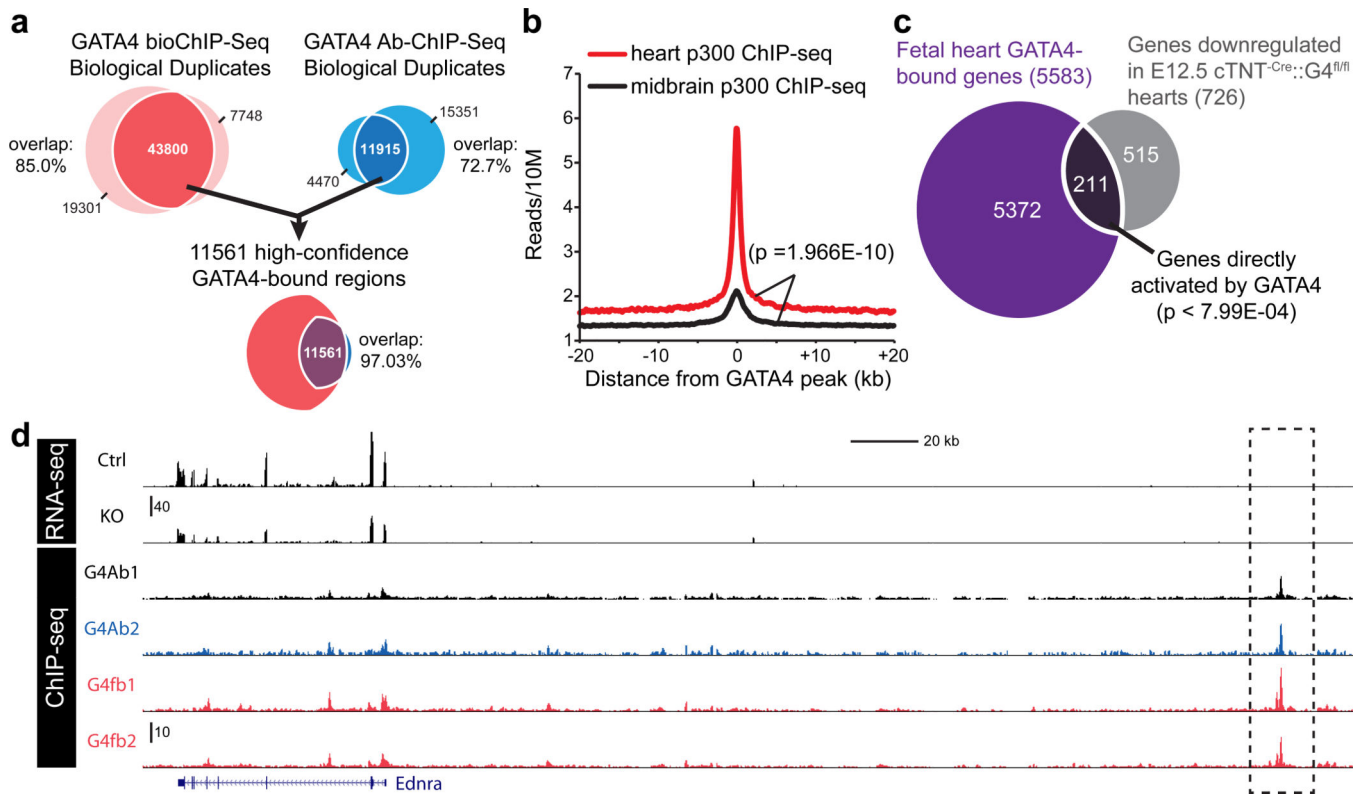 a
GATA4 bioChIP-Seq
Biological Duplicates
GATA4 Ab-ChIP-Seq
Biological Duplicates
7748
15351
overlap:
85.0%
43800
11915
overlap:
72.7%
4470
19301
11561 high-confidence
GATA4-bound regions
11561
overlap:
97.03%
b
heart p300 ChIP-seq
midbrain p300 ChIP-seq
Reads/10M
7
6
5
4
3
2
1
(p =1.966E-10)
-20
-10
0
+10
+20
Distance from GATA4 peak (kb)
c
Fetal heart GATA4-
bound genes (5583)
Genes downregulated
in E12.5 cTNT-Cre::G4fl/fl
hearts (726)
515
211
5372
Genes directly
activated by GATA4
(p < 7.99E-04)
d
RNA-seq
Ctrl
20 kb
KO
40
ChIP-seq
G4Ab1
G4Ab2
G4fb1
G4fb2
10
Ednra